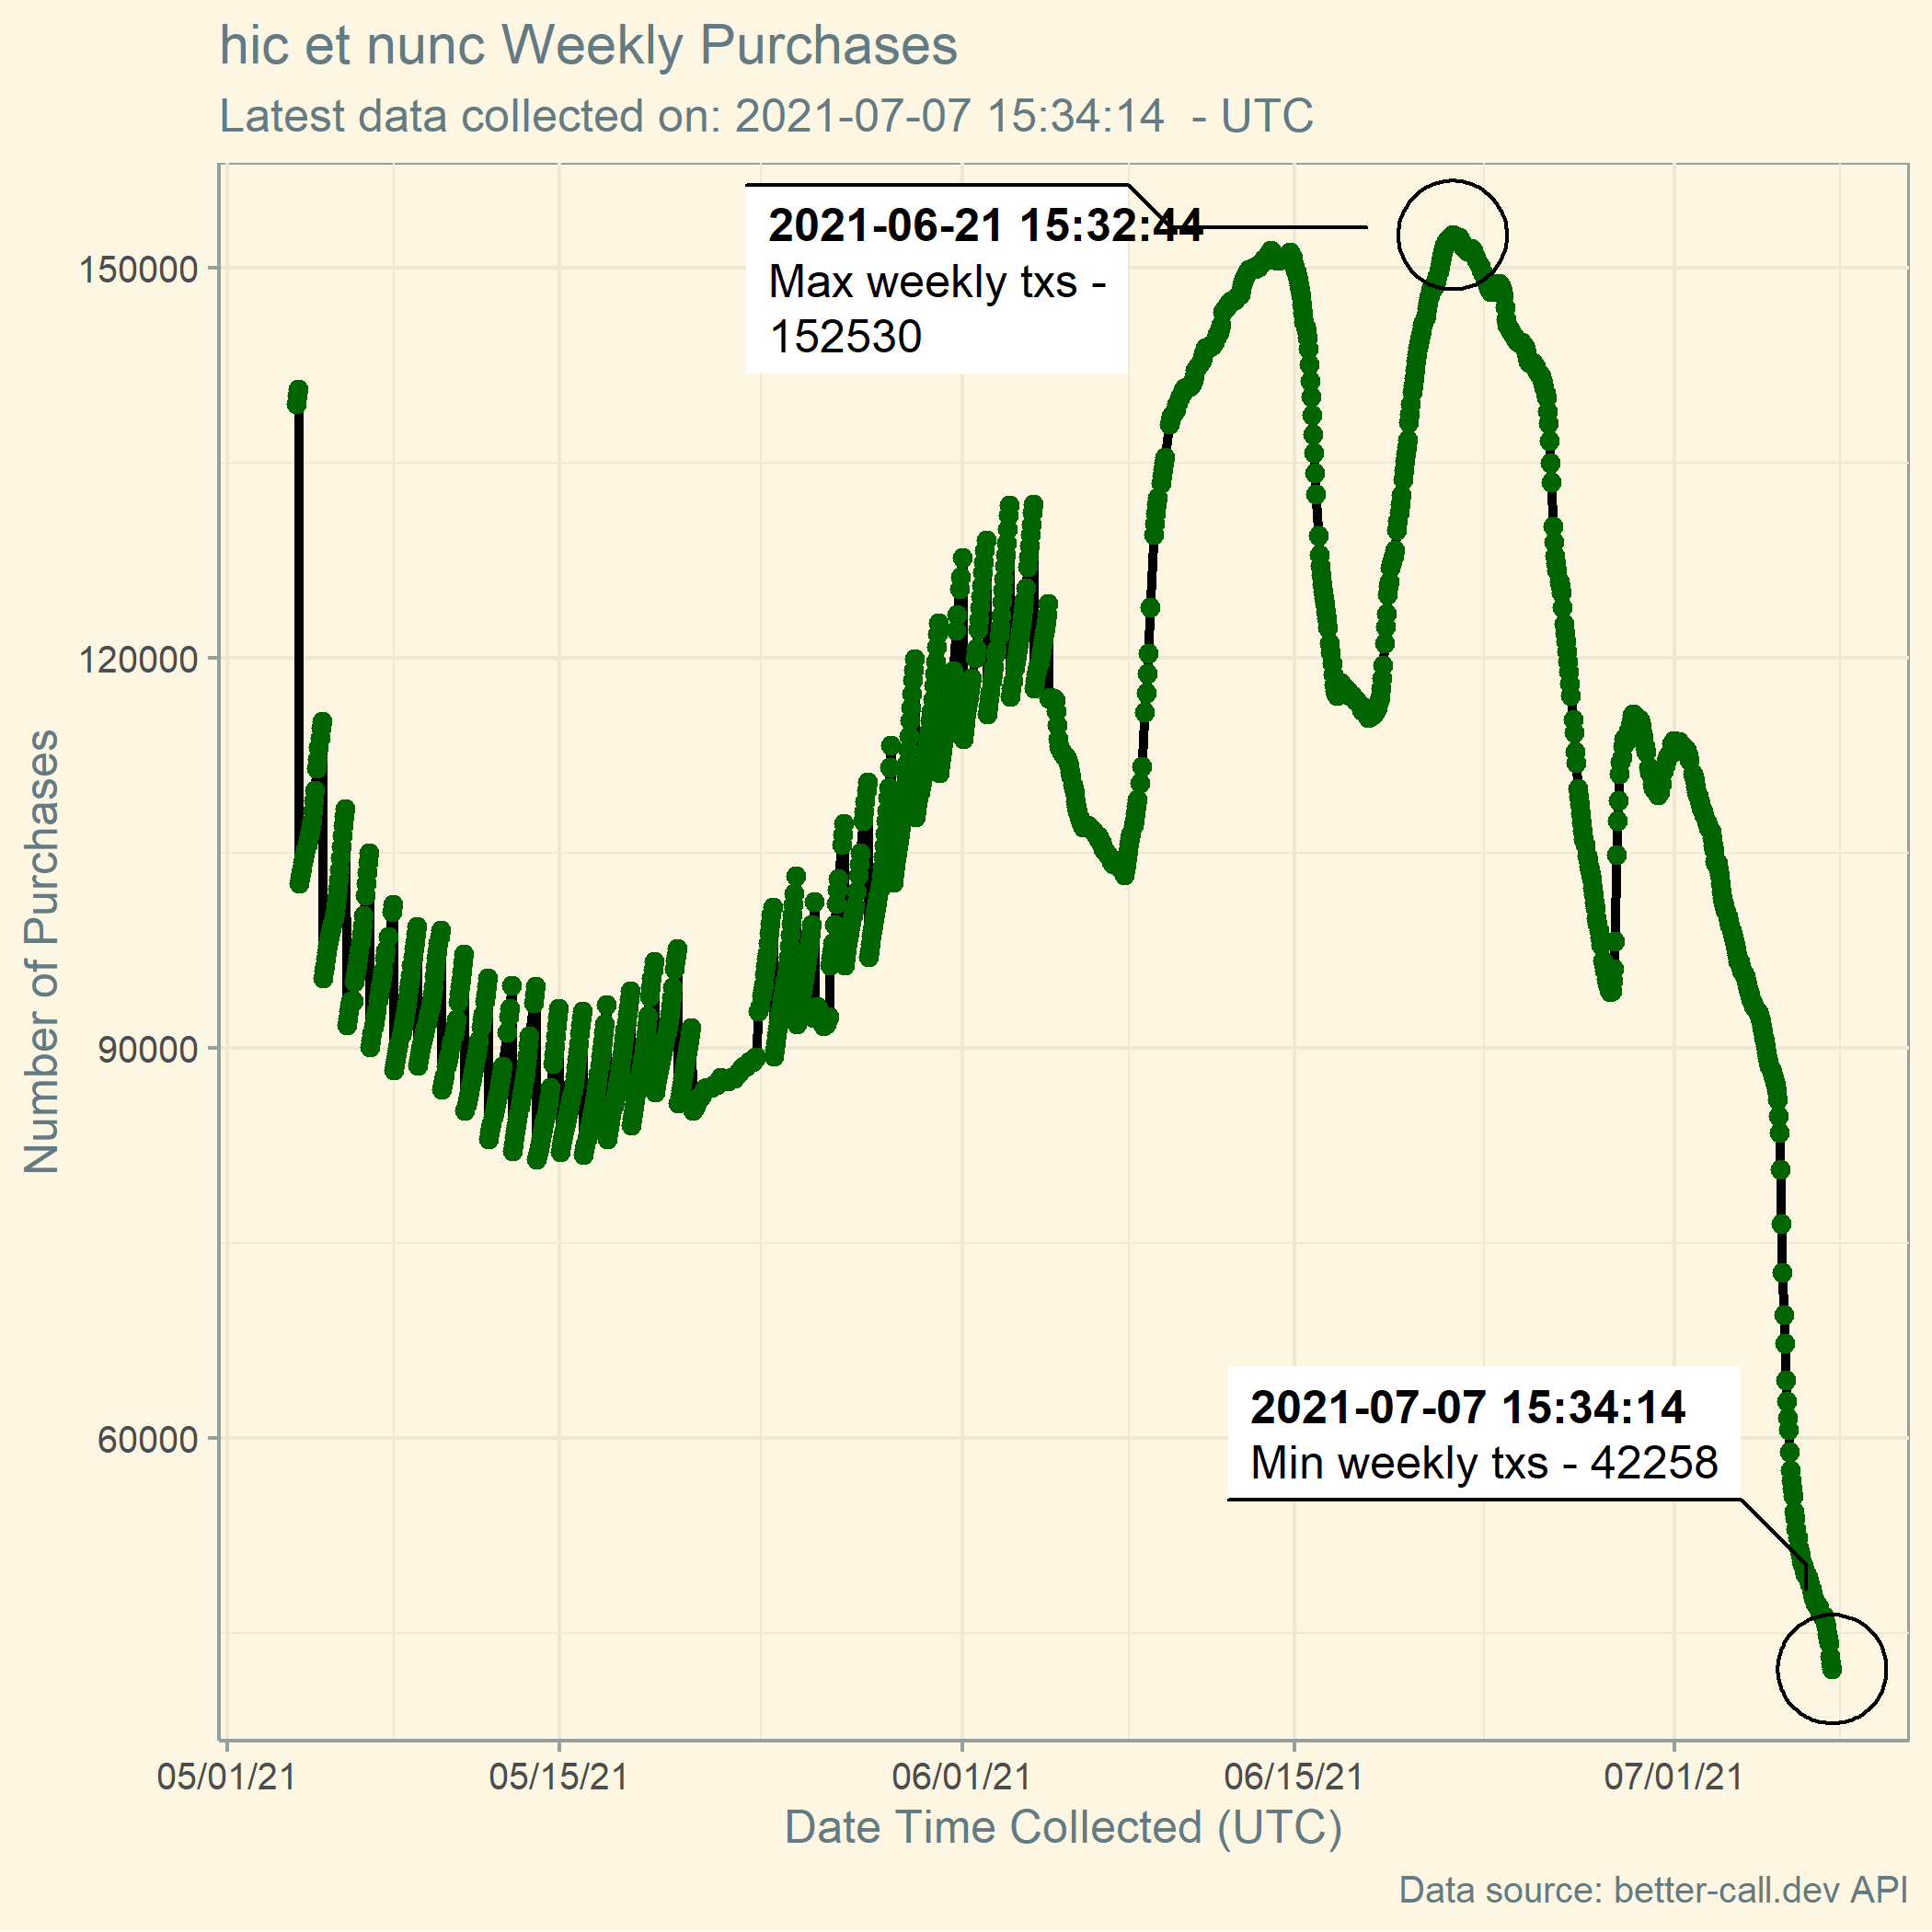 hic et nunc Weekly Purchases
Latest data collected on: 2021-07-07 15:34:14  - UTC
2021-06-21 15:32:44
Max weekly txs -
152530
150000
120000
90000
60000
Number of Purchases
2021-07-07 15:34:14
Min weekly txs - 42258
05/01/21 05/15/21 06/01/21 06/15/21 07/01/21
Date Time Collected (UTC)
Data source: better-call.dev API